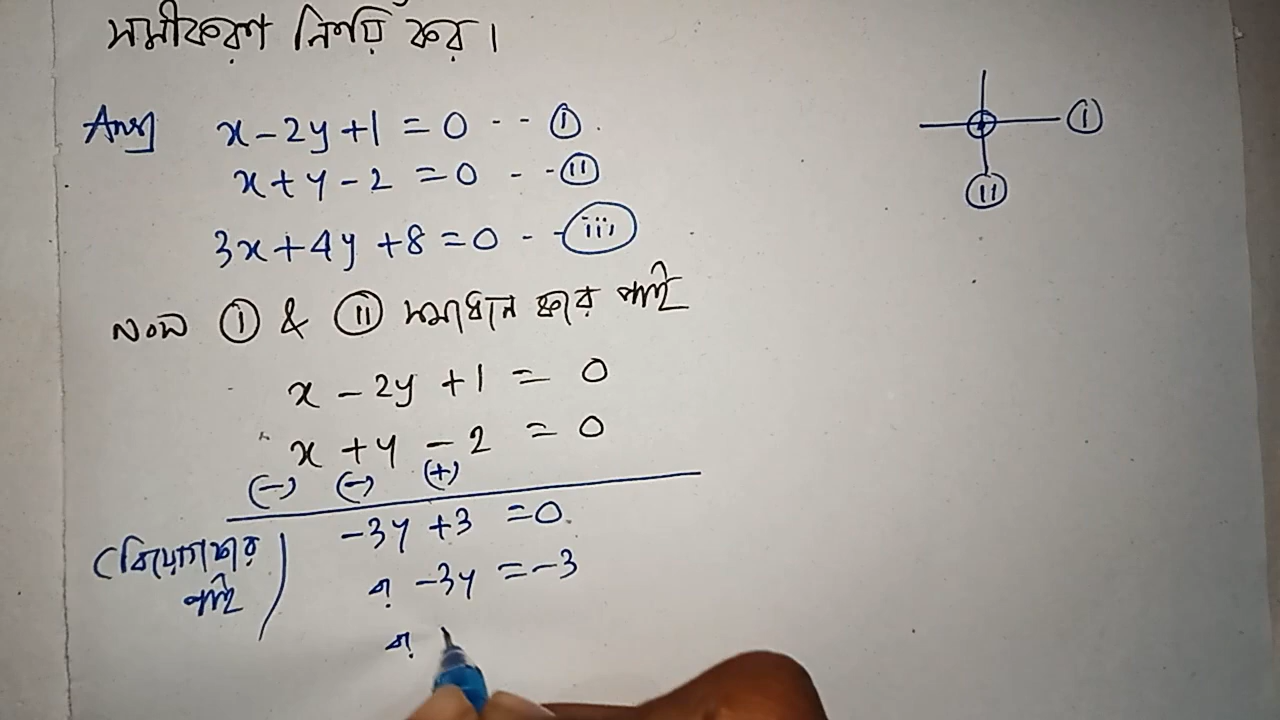 সমীকরণ নির্ণয় কর।
Ans x - 2y + 1 = 0 - - (i)
x + y - 2 = 0 - - (ii)
3x + 4y + 8 = 0 - - (iii)
(i)
(ii)
Now (i) & (ii) সমাধান করে পাই
x - 2y + 1 = 0
x + y - 2 = 0
(-) (-) (+)
-3y + 3 = 0
(বিয়োগ করে
পাই)
বা -3y = -3
বা